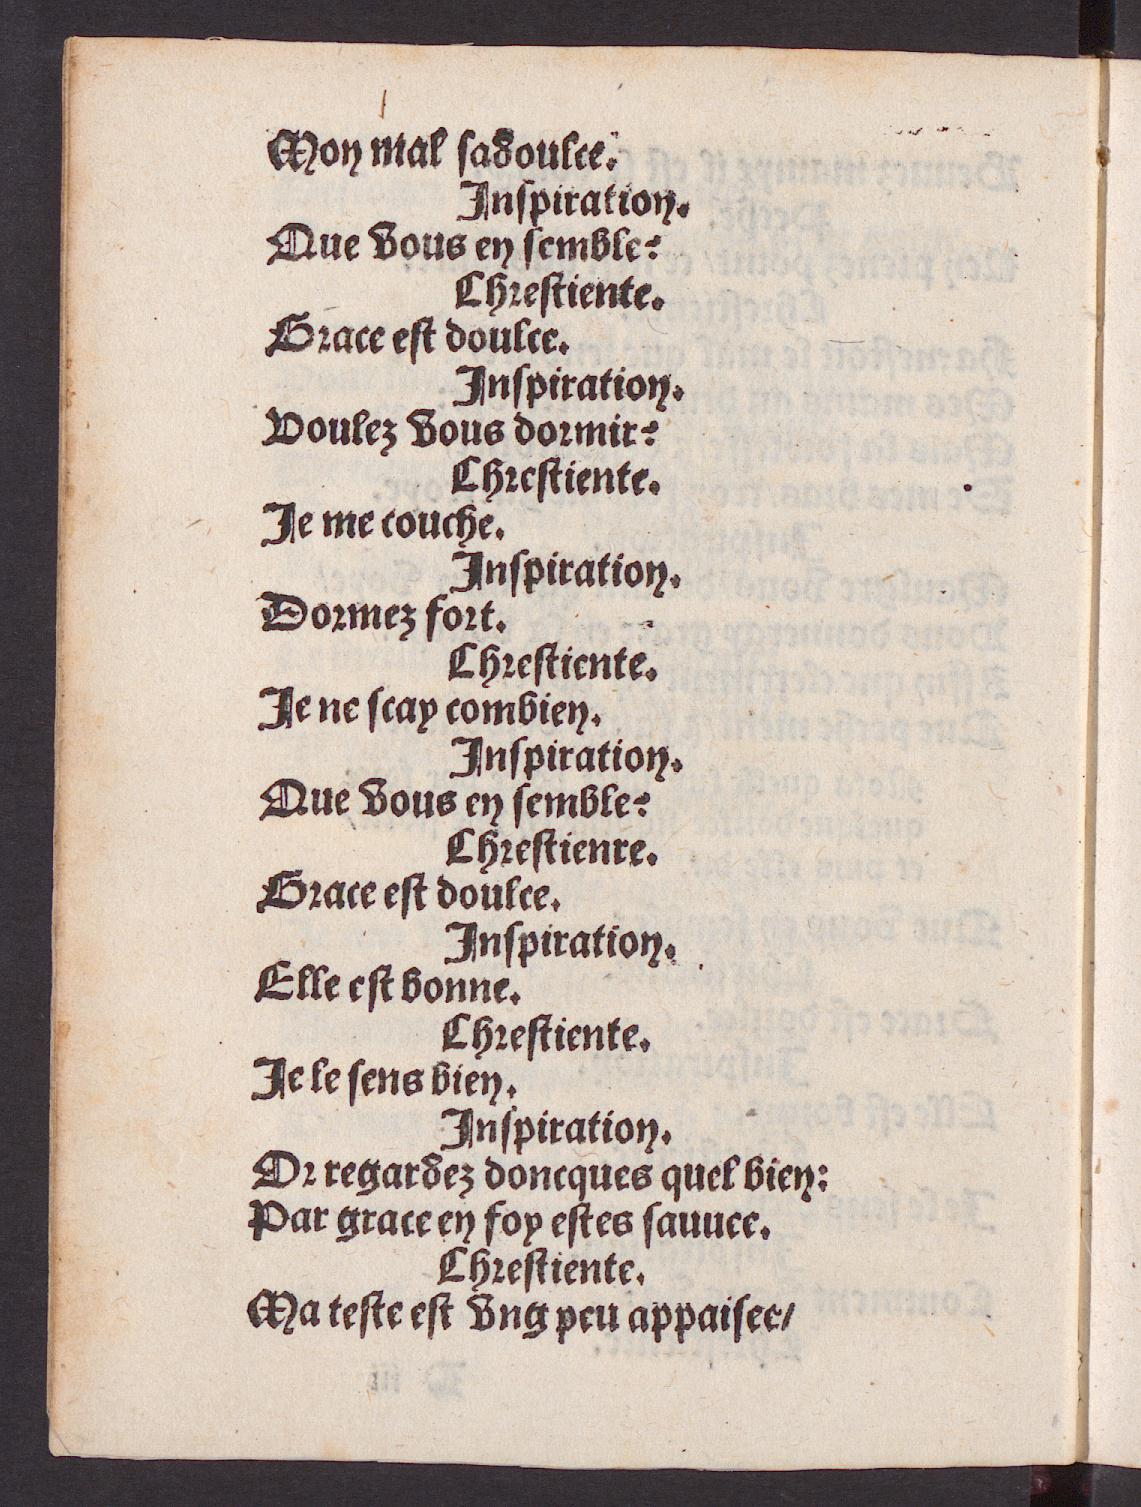 Mon mal sadoulce.
Inspiration.
Que vous en semble?
Chrestiente.
Grace est doulce.
Inspiration.
Voulez vous dormir?
Chrestiente.
Je me couche.
Inspiration.
Dormez fort.
Chrestiente.
Je ne scay combien.
Inspiration.
Que vous en semble?
Chrestienre.
Grace est doulce.
Inspiration.
Elle est bonne.
Chrestiente.
Je le sens bien.
Inspiration.
Or regardez doncques quel bien:
Par grace en foy estes sauuee.
Chrestiente.
Ma teste est vng peu appaisee/